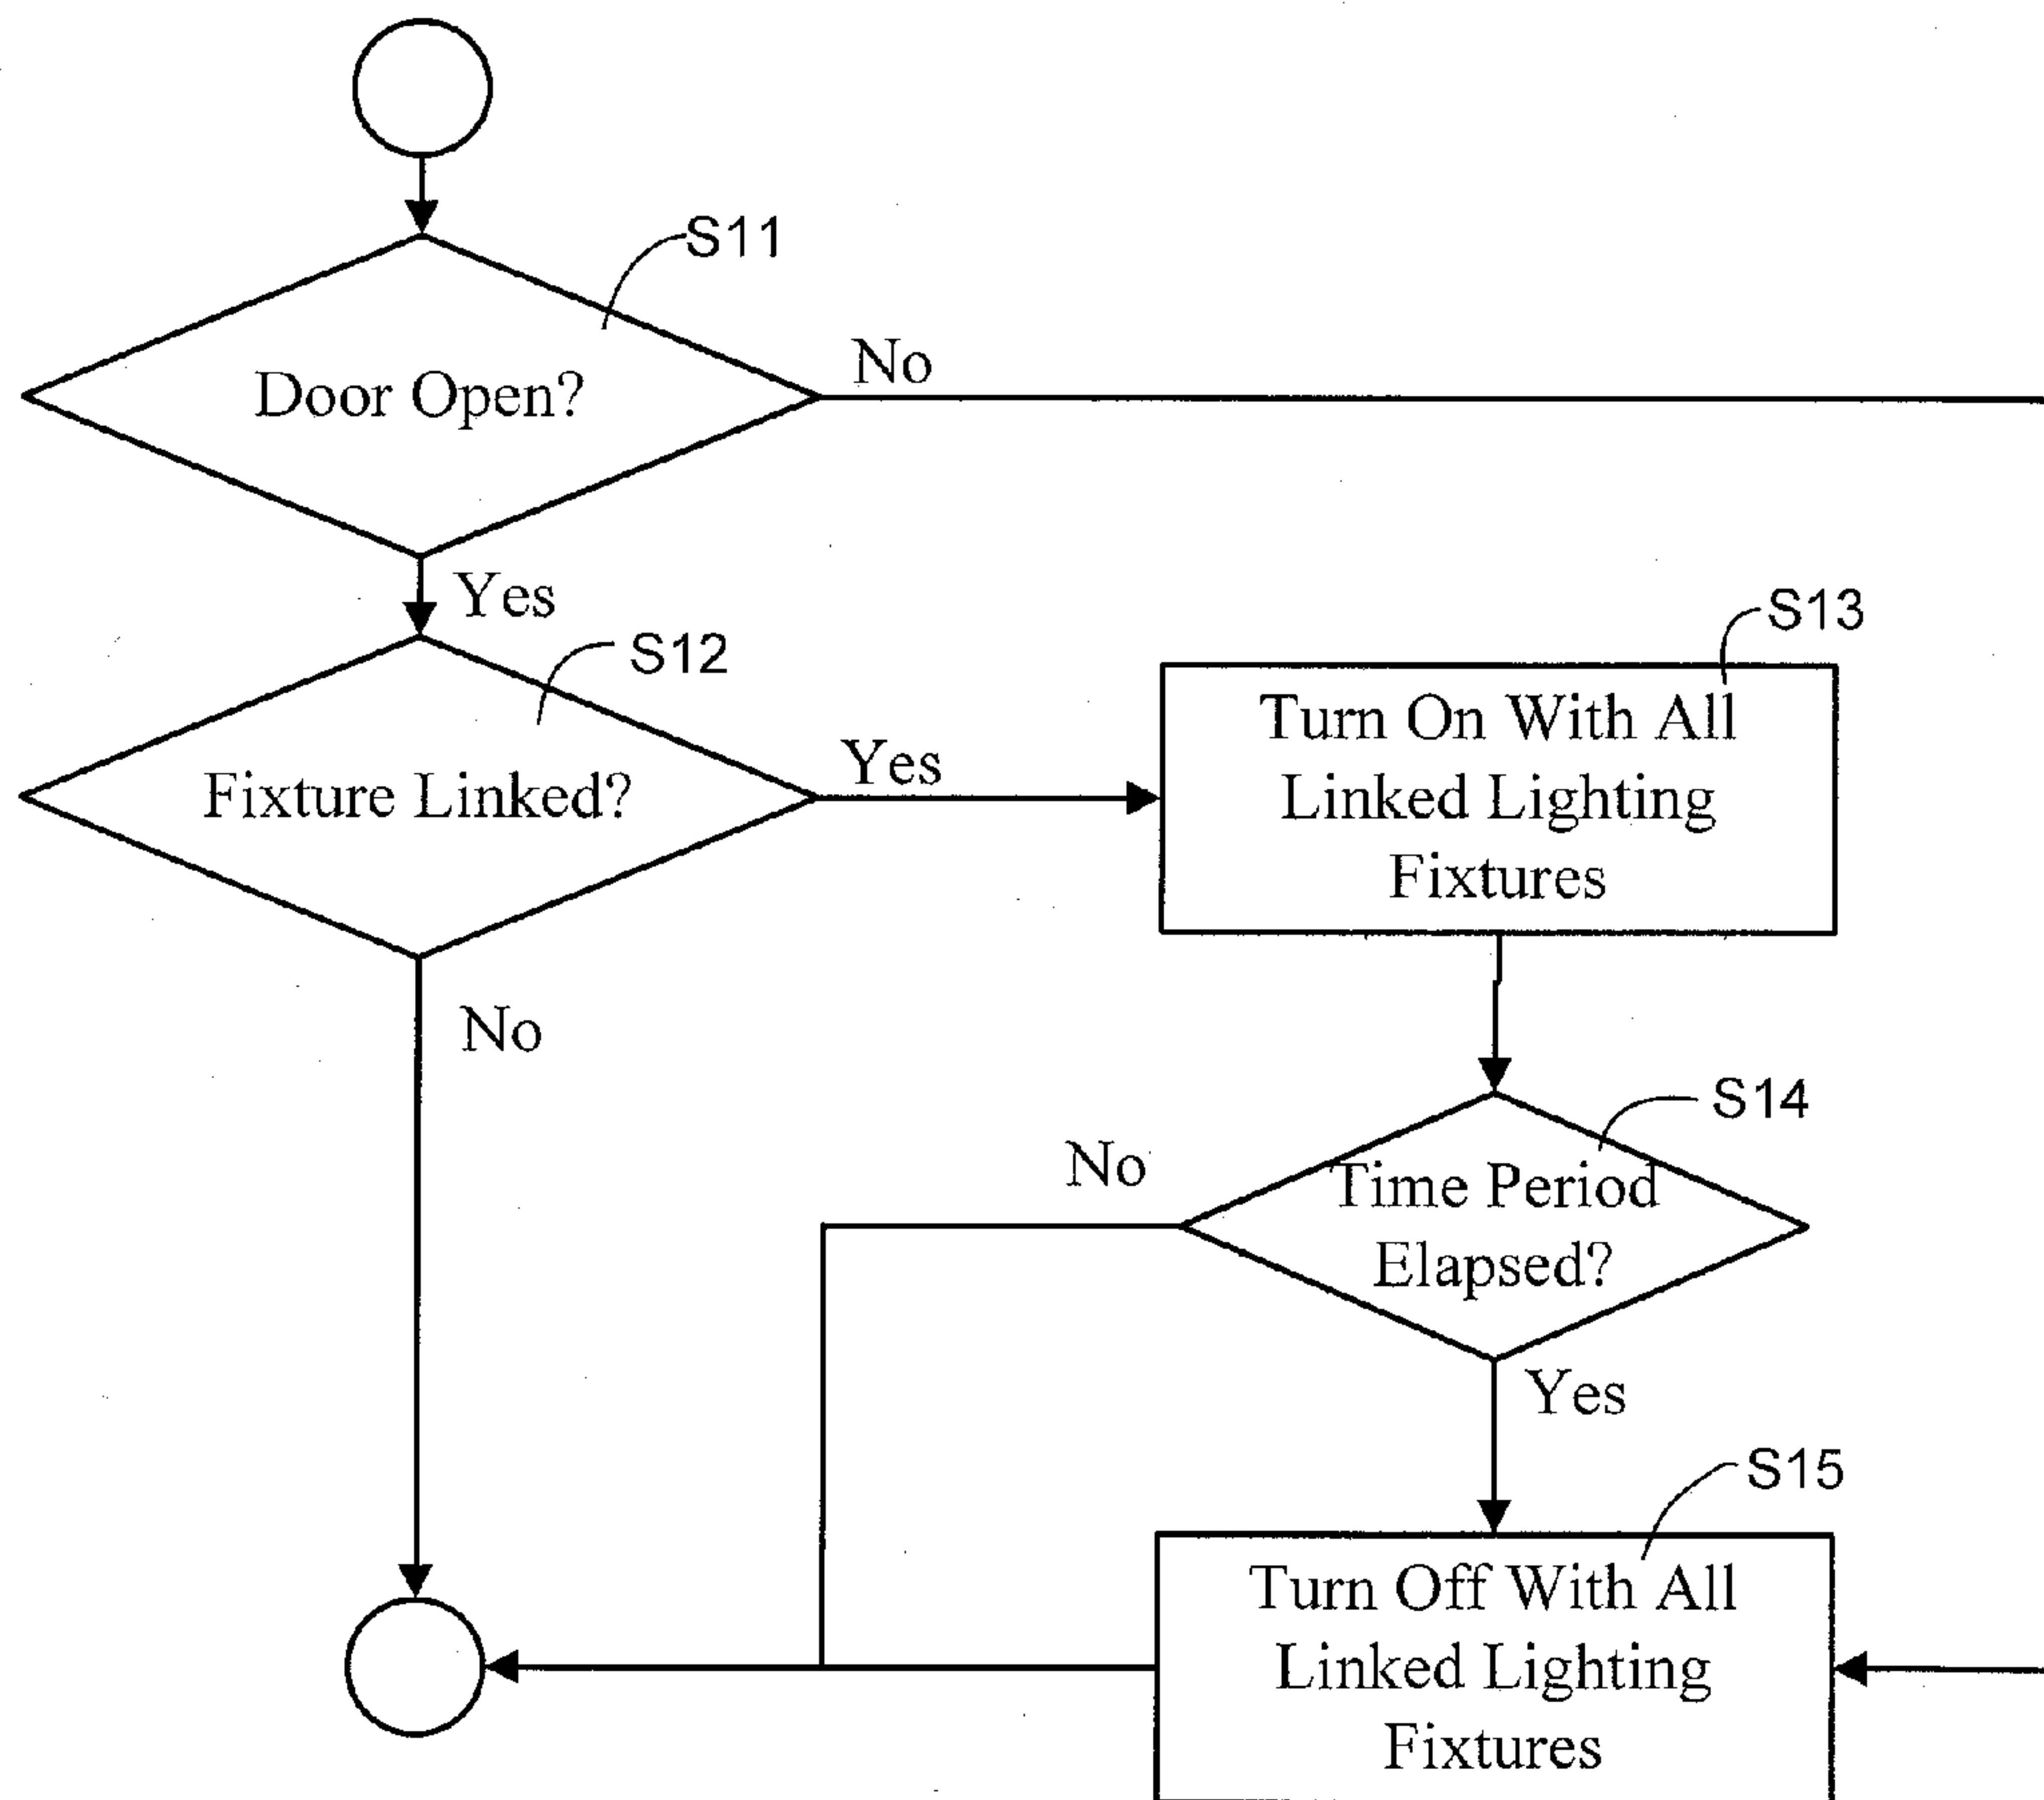 S11
Door Open?
No
Yes
S12
Fixture Linked?
Yes
S13
Turn On With All
Linked Lighting
Fixtures
No
S14
No
Time Period
Elapsed?
Yes
S15
Turn Off With All
Linked Lighting
Fixtures